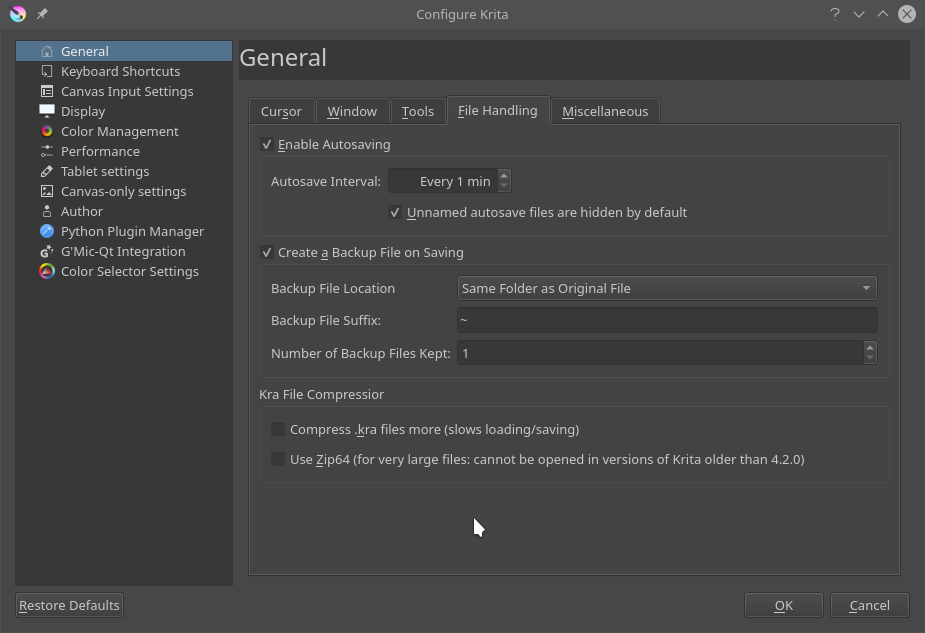 Configure Krita
General
Keyboard Shortcuts
Canvas Input Settings
Display
Color Management
Performance
Tablet settings
Canvas-only settings
Author
Python Plugin Manager
G'Mic-Qt Integration
Color Selector Settings
General
Cursor Window Tools File Handling Miscellaneous
Enable Autosaving
Autosave Interval: Every 1 min
Unnamed autosave files are hidden by default
Create a Backup File on Saving
Backup File Location Same Folder as Original File
Backup File Suffix: ~
Number of Backup Files Kept: 1
Kra File Compressior
Compress .kra files more (slows loading/saving)
Use Zip64 (for very large files: cannot be opened in versions of Krita older than 4.2.0)
Restore Defaults OK Cancel